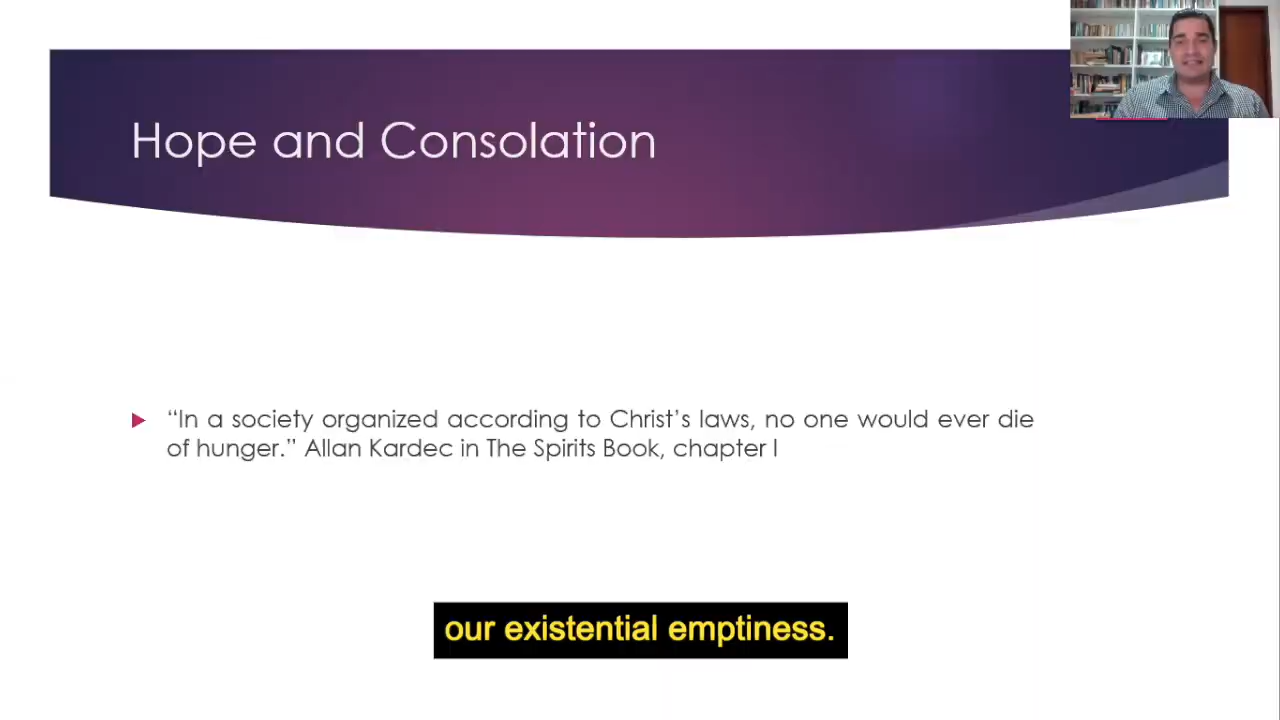 Hope and Consolation
“In a society organized according to Christ’s laws, no one would ever die
of hunger.” Allan Kardec in The Spirits Book, chapter I
our existential emptiness.